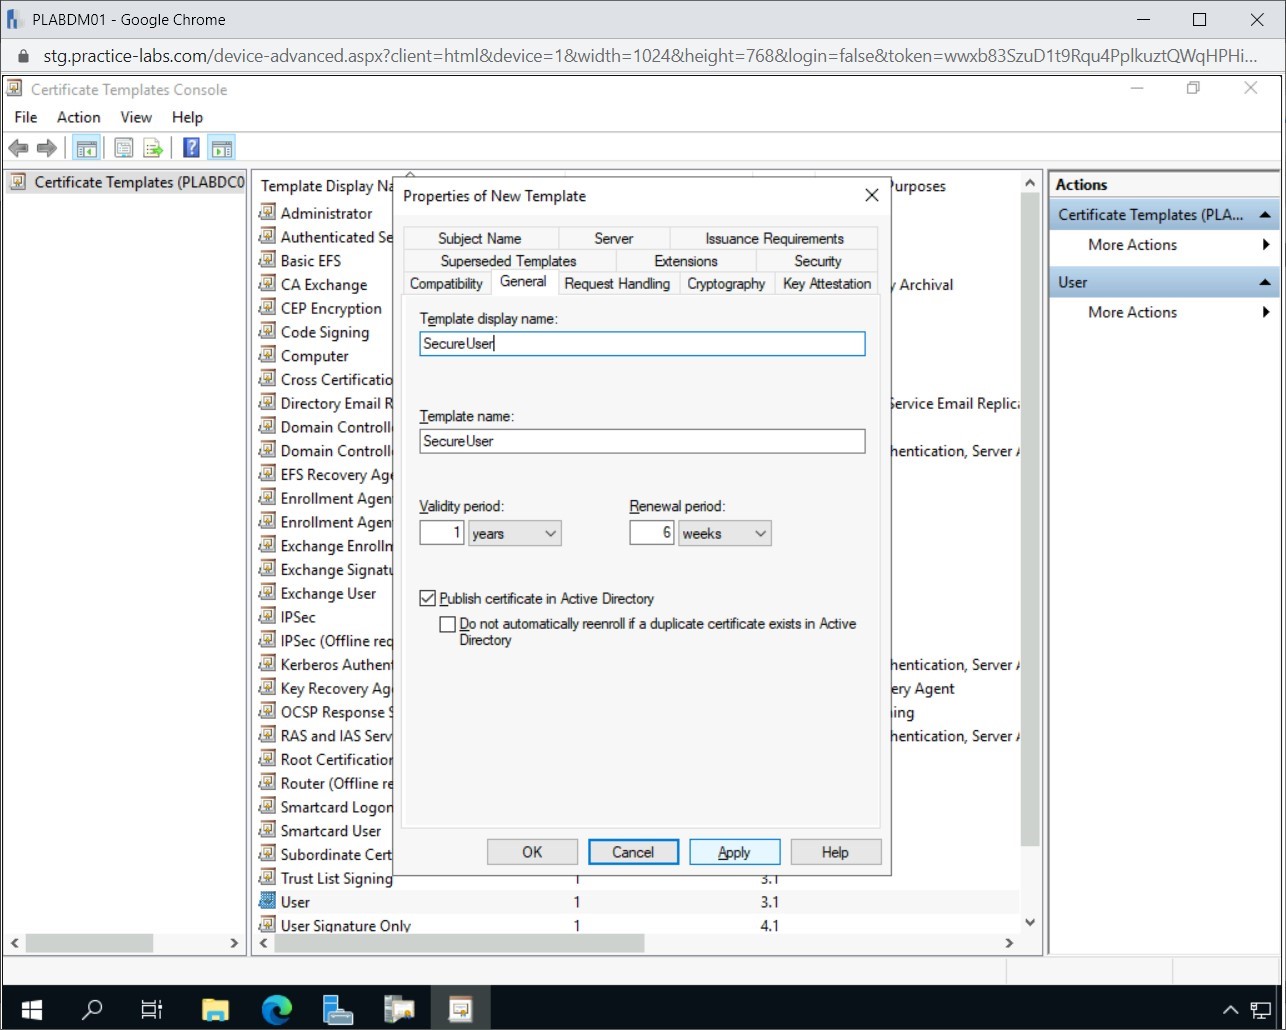 PLABDM01 - Google Chrome
stg.practice-labs.com/device-advanced.aspx?client=html&device=1&width=1024&height=768&login=false&token=wwxb83SzuD1t9Rqu4PplkuztQWqHPHi...
Certificate Templates Console
File Action View Help
Certificate Templates (PLABDC0
Template Display Na
Administrator
Authenticated Se
Basic EFS
CA Exchange
CEP Encryption
Code Signing
Computer
Cross Certificatio
Directory Email R
Domain Controll
Domain Controll
EFS Recovery Age
Enrollment Agen
Enrollment Agen
Exchange Enrolln
Exchange Signatu
Exchange User
IPSec
IPSec (Offline req
Kerberos Authent
Key Recovery Ag
OCSP Response S
RAS and IAS Serv
Root Certification
Router (Offline re
Smartcard Logon
Smartcard User
Subordinate Cert
Trust List Signing 1 3.1
User 1 3.1
User Signature Only 1 4.1
Properties of New Template
Subject Name Server Issuance Requirements
Superseded Templates Extensions Security
Compatibility General Request Handling Cryptography Key Attestation
Template display name:
SecureUser
Template name:
SecureUser
Validity period: Renewal period:
1 years 6 weeks
Publish certificate in Active Directory
Do not automatically reenroll if a duplicate certificate exists in Active
Directory
OK Cancel Apply Help
Purposes
y Archival
Service Email Replica
hentication, Server A
hentication, Server A
ery Agent
ing
hentication, Server A
Actions
Certificate Templates (PLA...
More Actions
User
More Actions